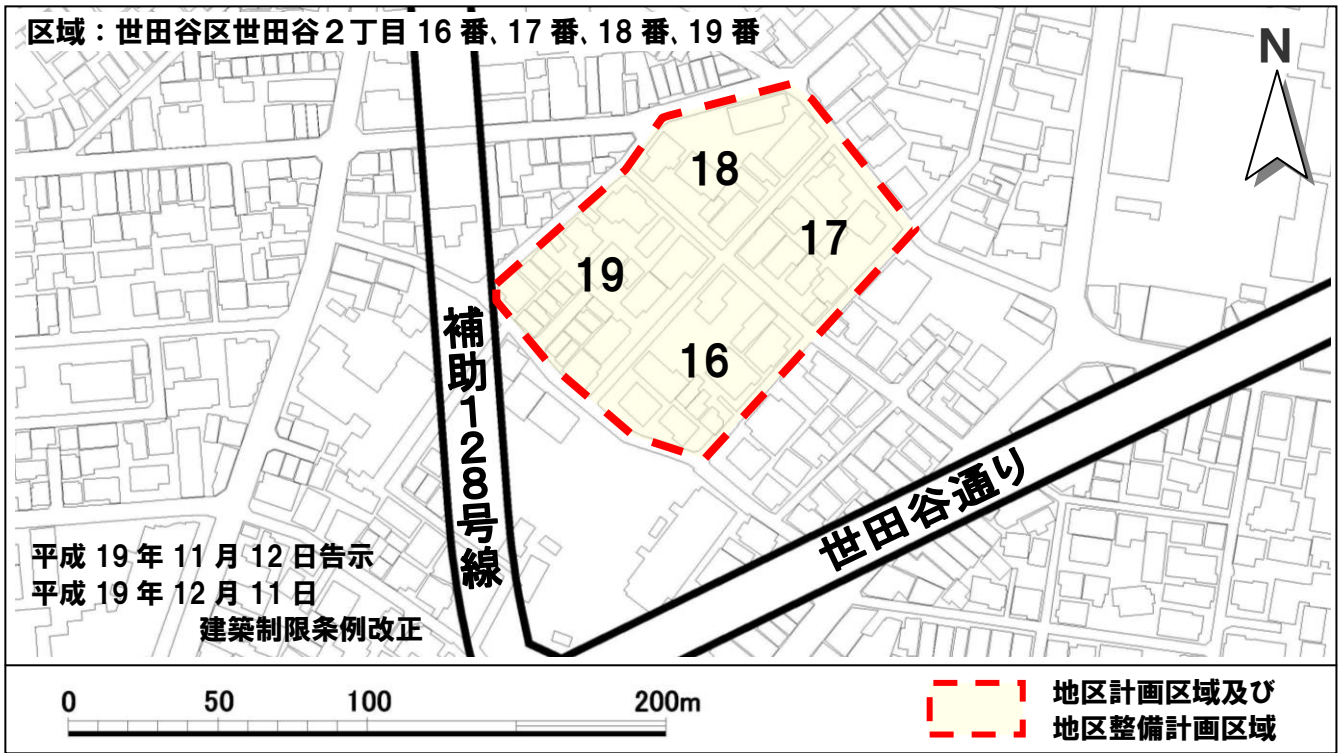 区域：世田谷区世田谷２丁目 16 番、17 番、18 番、19 番
N
18
17
19
16
補助128号線
世田谷通り
平成 19 年 11 月 12 日告示
平成 19 年 12 月 11 日
建築制限条例改正
0 50 100 200m
地区計画区域及び
地区整備計画区域